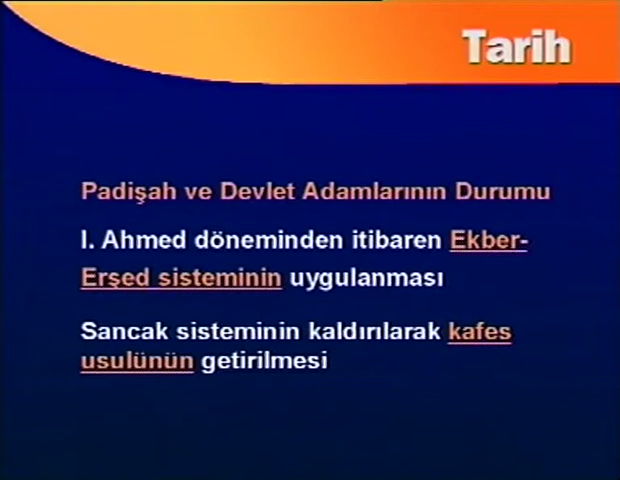 Tarih
Padişah ve Devlet Adamlarının Durumu
I. Ahmed döneminden itibaren Ekber-
Erşed sisteminin uygulanması
Sancak sisteminin kaldırılarak kafes
usulünün getirilmesi